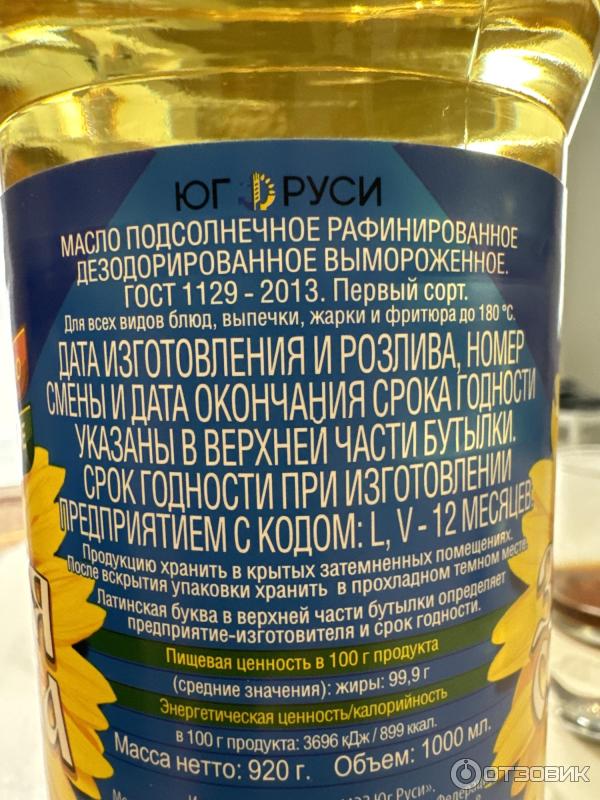 ЮГ РУСИ
МАСЛО ПОДСОЛНЕЧНОЕ РАФИНИРОВАННОЕ
ДЕЗОДОРИРОВАННОЕ ВЫМОРОЖЕННОЕ.
ГОСТ 1129 - 2013. Первый сорт.
Для всех видов блюд, выпечки, жарки и фритюра до 180 °С.
ДАТА ИЗГОТОВЛЕНИЯ И РОЗЛИВА, НОМЕР
СМЕНЫ И ДАТА ОКОНЧАНИЯ СРОКА ГОДНОСТИ
УКАЗАНЫ В ВЕРХНЕЙ ЧАСТИ БУТЫЛКИ.
СРОК ГОДНОСТИ ПРИ ИЗГОТОВЛЕНИИ
ПРЕДПРИЯТИЕМ С КОДОМ: L, V - 12 МЕСЯЦЕВ.
Продукцию хранить в крытых затемненных помещениях.
После вскрытия упаковки хранить в прохладном темном месте.
Латинская буква в верхней части бутылки определяет
предприятие-изготовителя и срок годности.
Пищевая ценность в 100 г продукта
(средние значения): жиры: 99,9 г
Энергетическая ценность/калорийность
в 100 г продукта: 3696 кДж / 899 ккал.
Масса нетто: 920 г. Объем: 1000 мл.
Юг Руси".
ОТЗОВИК